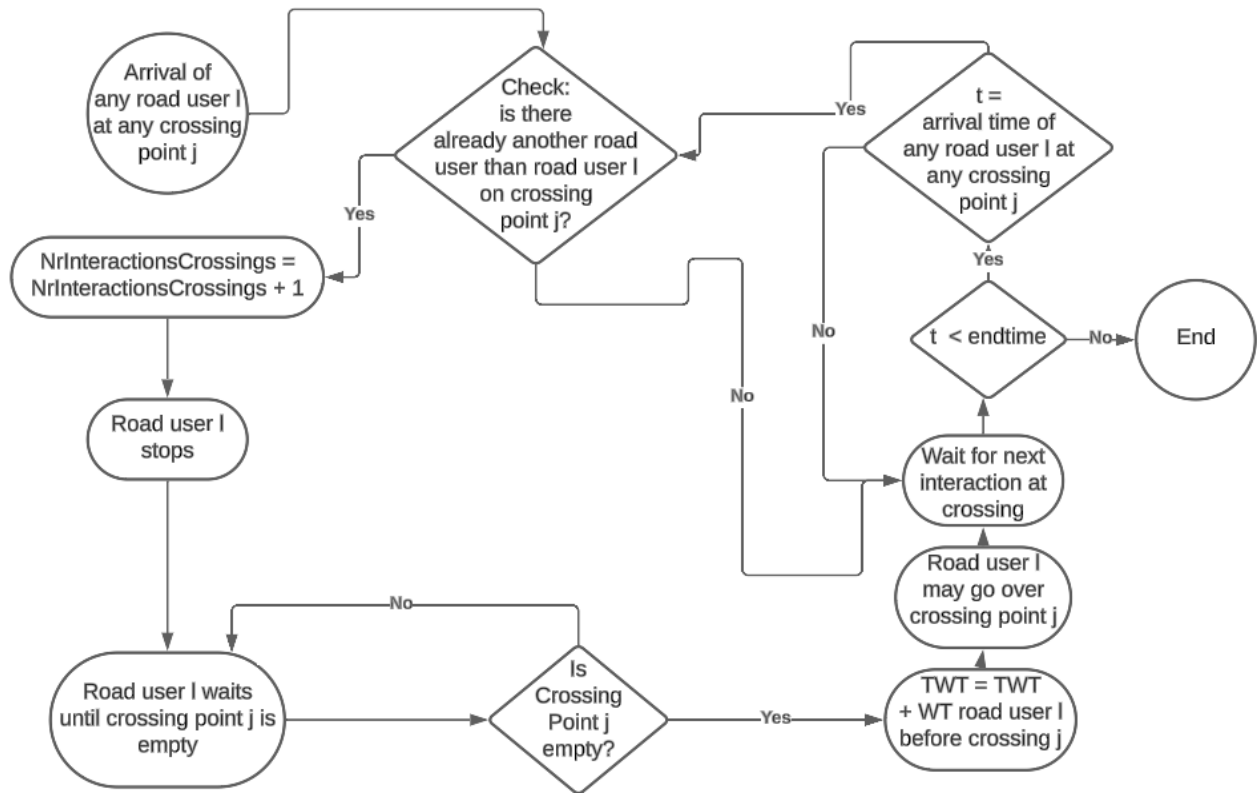 Arrival of
any road user l
at any crossing
point j
Check:
is there
already another road
user than road user l
on crossing
point j?
Yes
t =
arrival time of
any road user l at
any crossing
point j
Yes
NrInteractionsCrossings =
NrInteractionsCrossings + 1
Yes
No
t < endtime
No
End
No
Road user l
stops
Wait for next
interaction at
crossing
Road user l
may go over
crossing point j
No
Road user l waits
until crossing point j is
empty
Is
Crossing
Point j
empty?
Yes
TWT = TWT
+ WT road user l
before crossing j